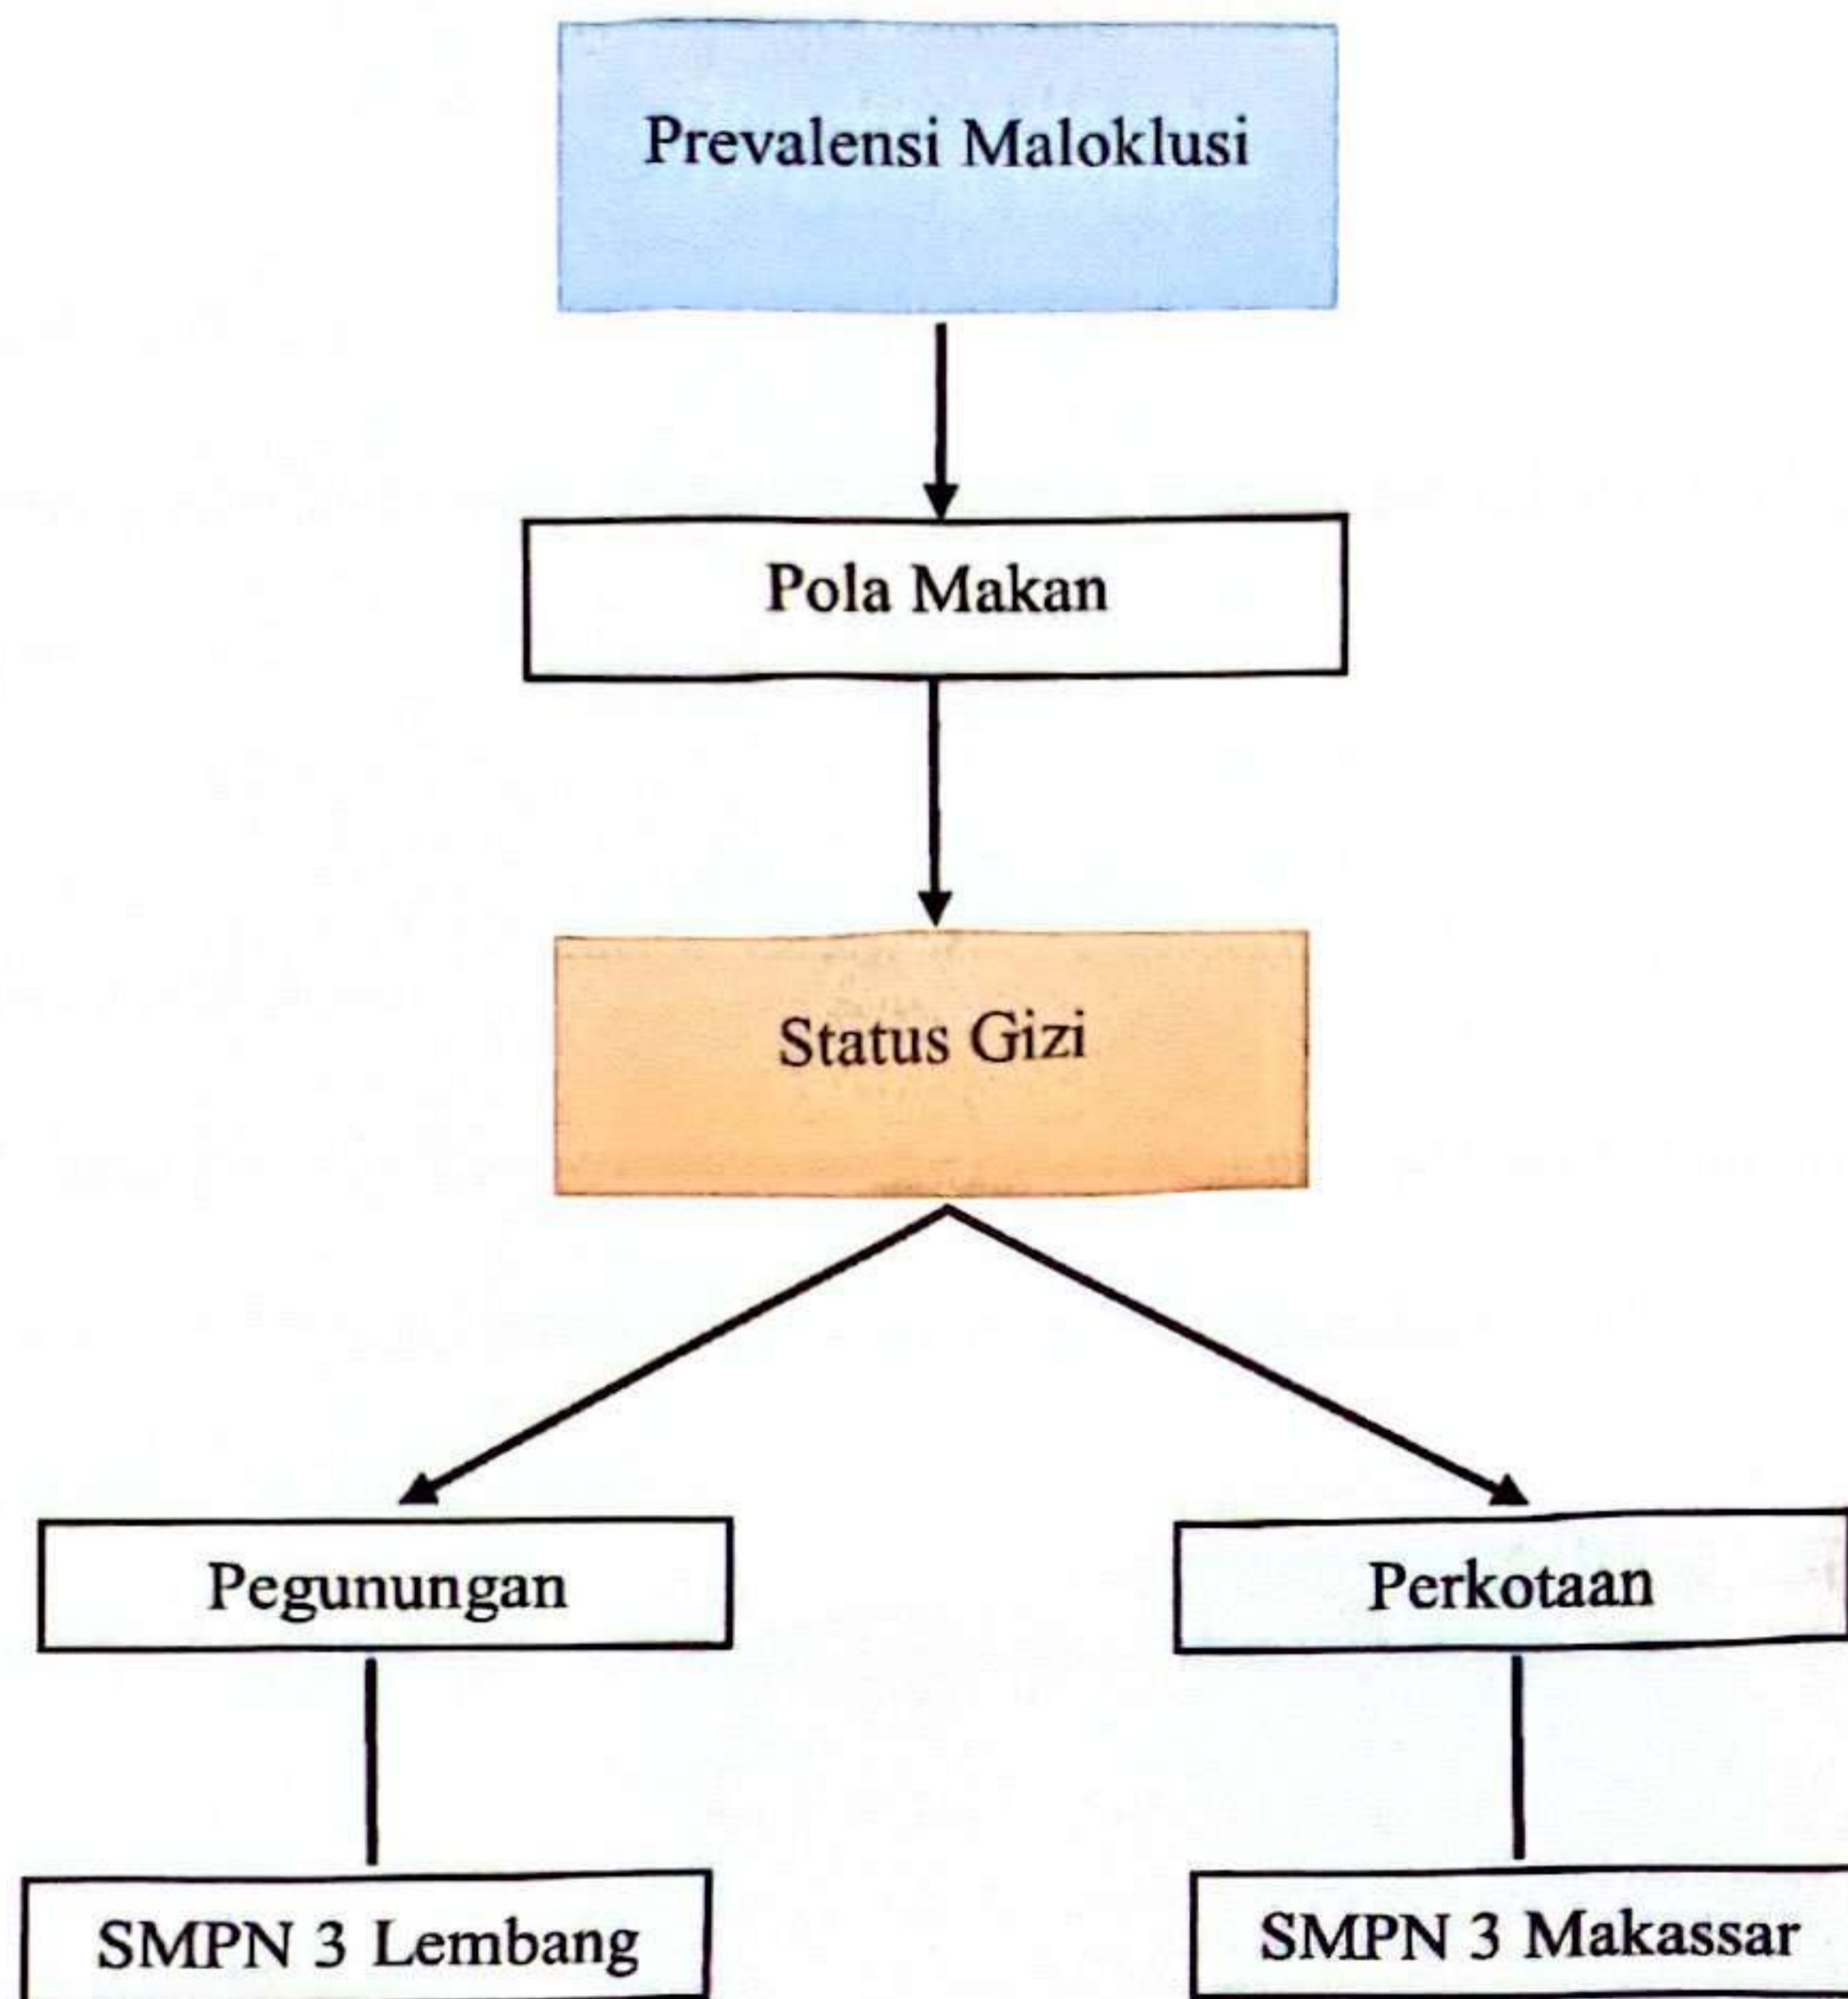 Prevalensi Maloklusi
Pola Makan
Status Gizi
Pegunungan
Perkotaan
SMPN 3 Lembang
SMPN 3 Makassar